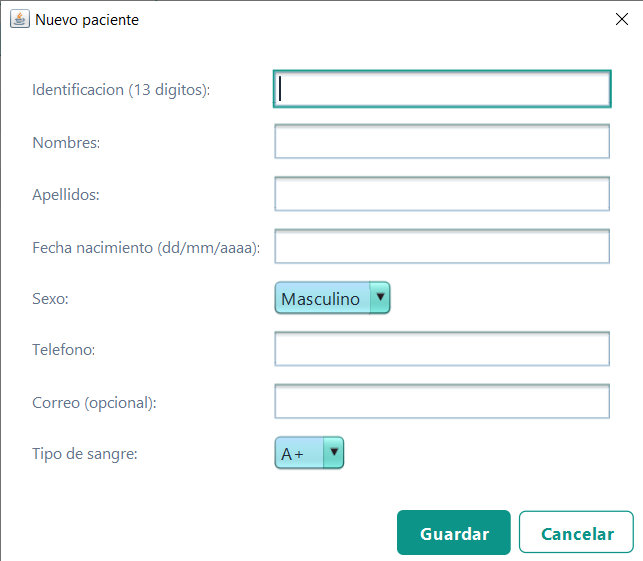 Nuevo paciente
Identificacion (13 digitos):
Nombres:
Apellidos:
Fecha nacimiento (dd/mm/aaaa):
Sexo: Masculino
Telefono:
Correo (opcional):
Tipo de sangre: A+
Guardar Cancelar